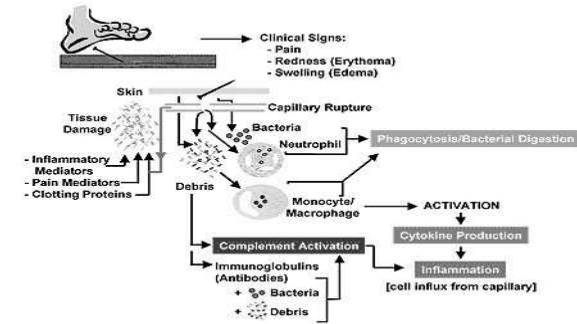 Clinical Signs:
- Pain
- Redness (Erythema)
- Swelling (Edema)
Skin
Capillary Rupture
Tissue
Damage
Bacteria
Neutrophil
Phagocytosis/Bacterial Digestion
- Inflammatory
Mediators
- Pain Mediators
- Clotting Proteins
Debris
Monocyte/
Macrophage
ACTIVATION
Cytokine Production
Complement Activation
Inflammation
[cell influx from capillary]
Immunoglobulins
(Antibodies)
+ Bacteria
+ Debris